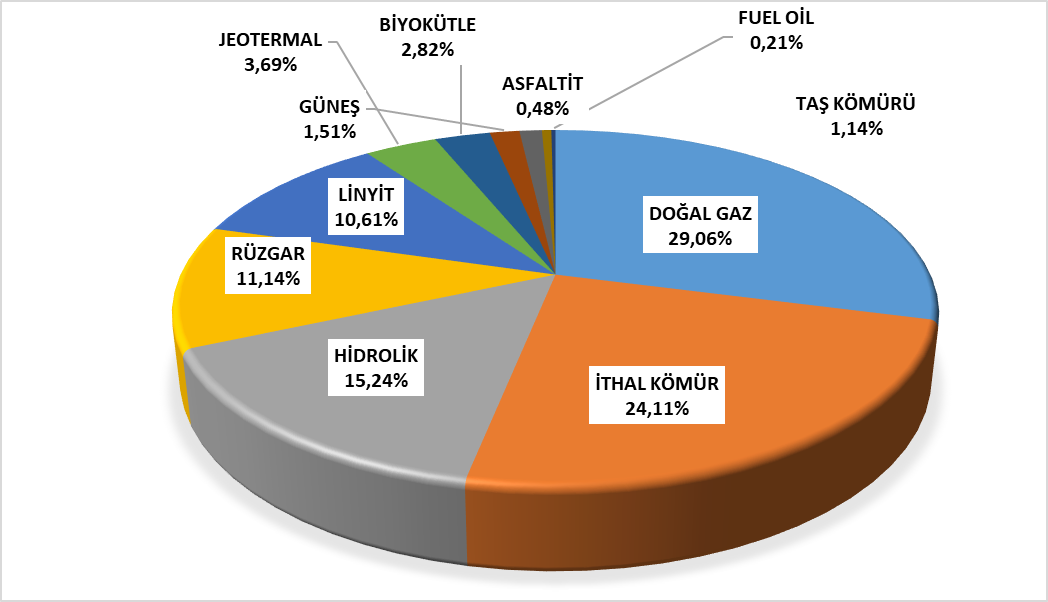 FUEL OİL
0,21%
BİYOKÜTLE
2,82%
JEOTERMAL
3,69%
ASFALTİT
0,48%
GÜNEŞ
1,51%
TAŞ KÖMÜRÜ
1,14%
LİNYİT
10,61%
DOĞAL GAZ
29,06%
RÜZGAR
11,14%
HİDROLİK
15,24%
İTHAL KÖMÜR
24,11%